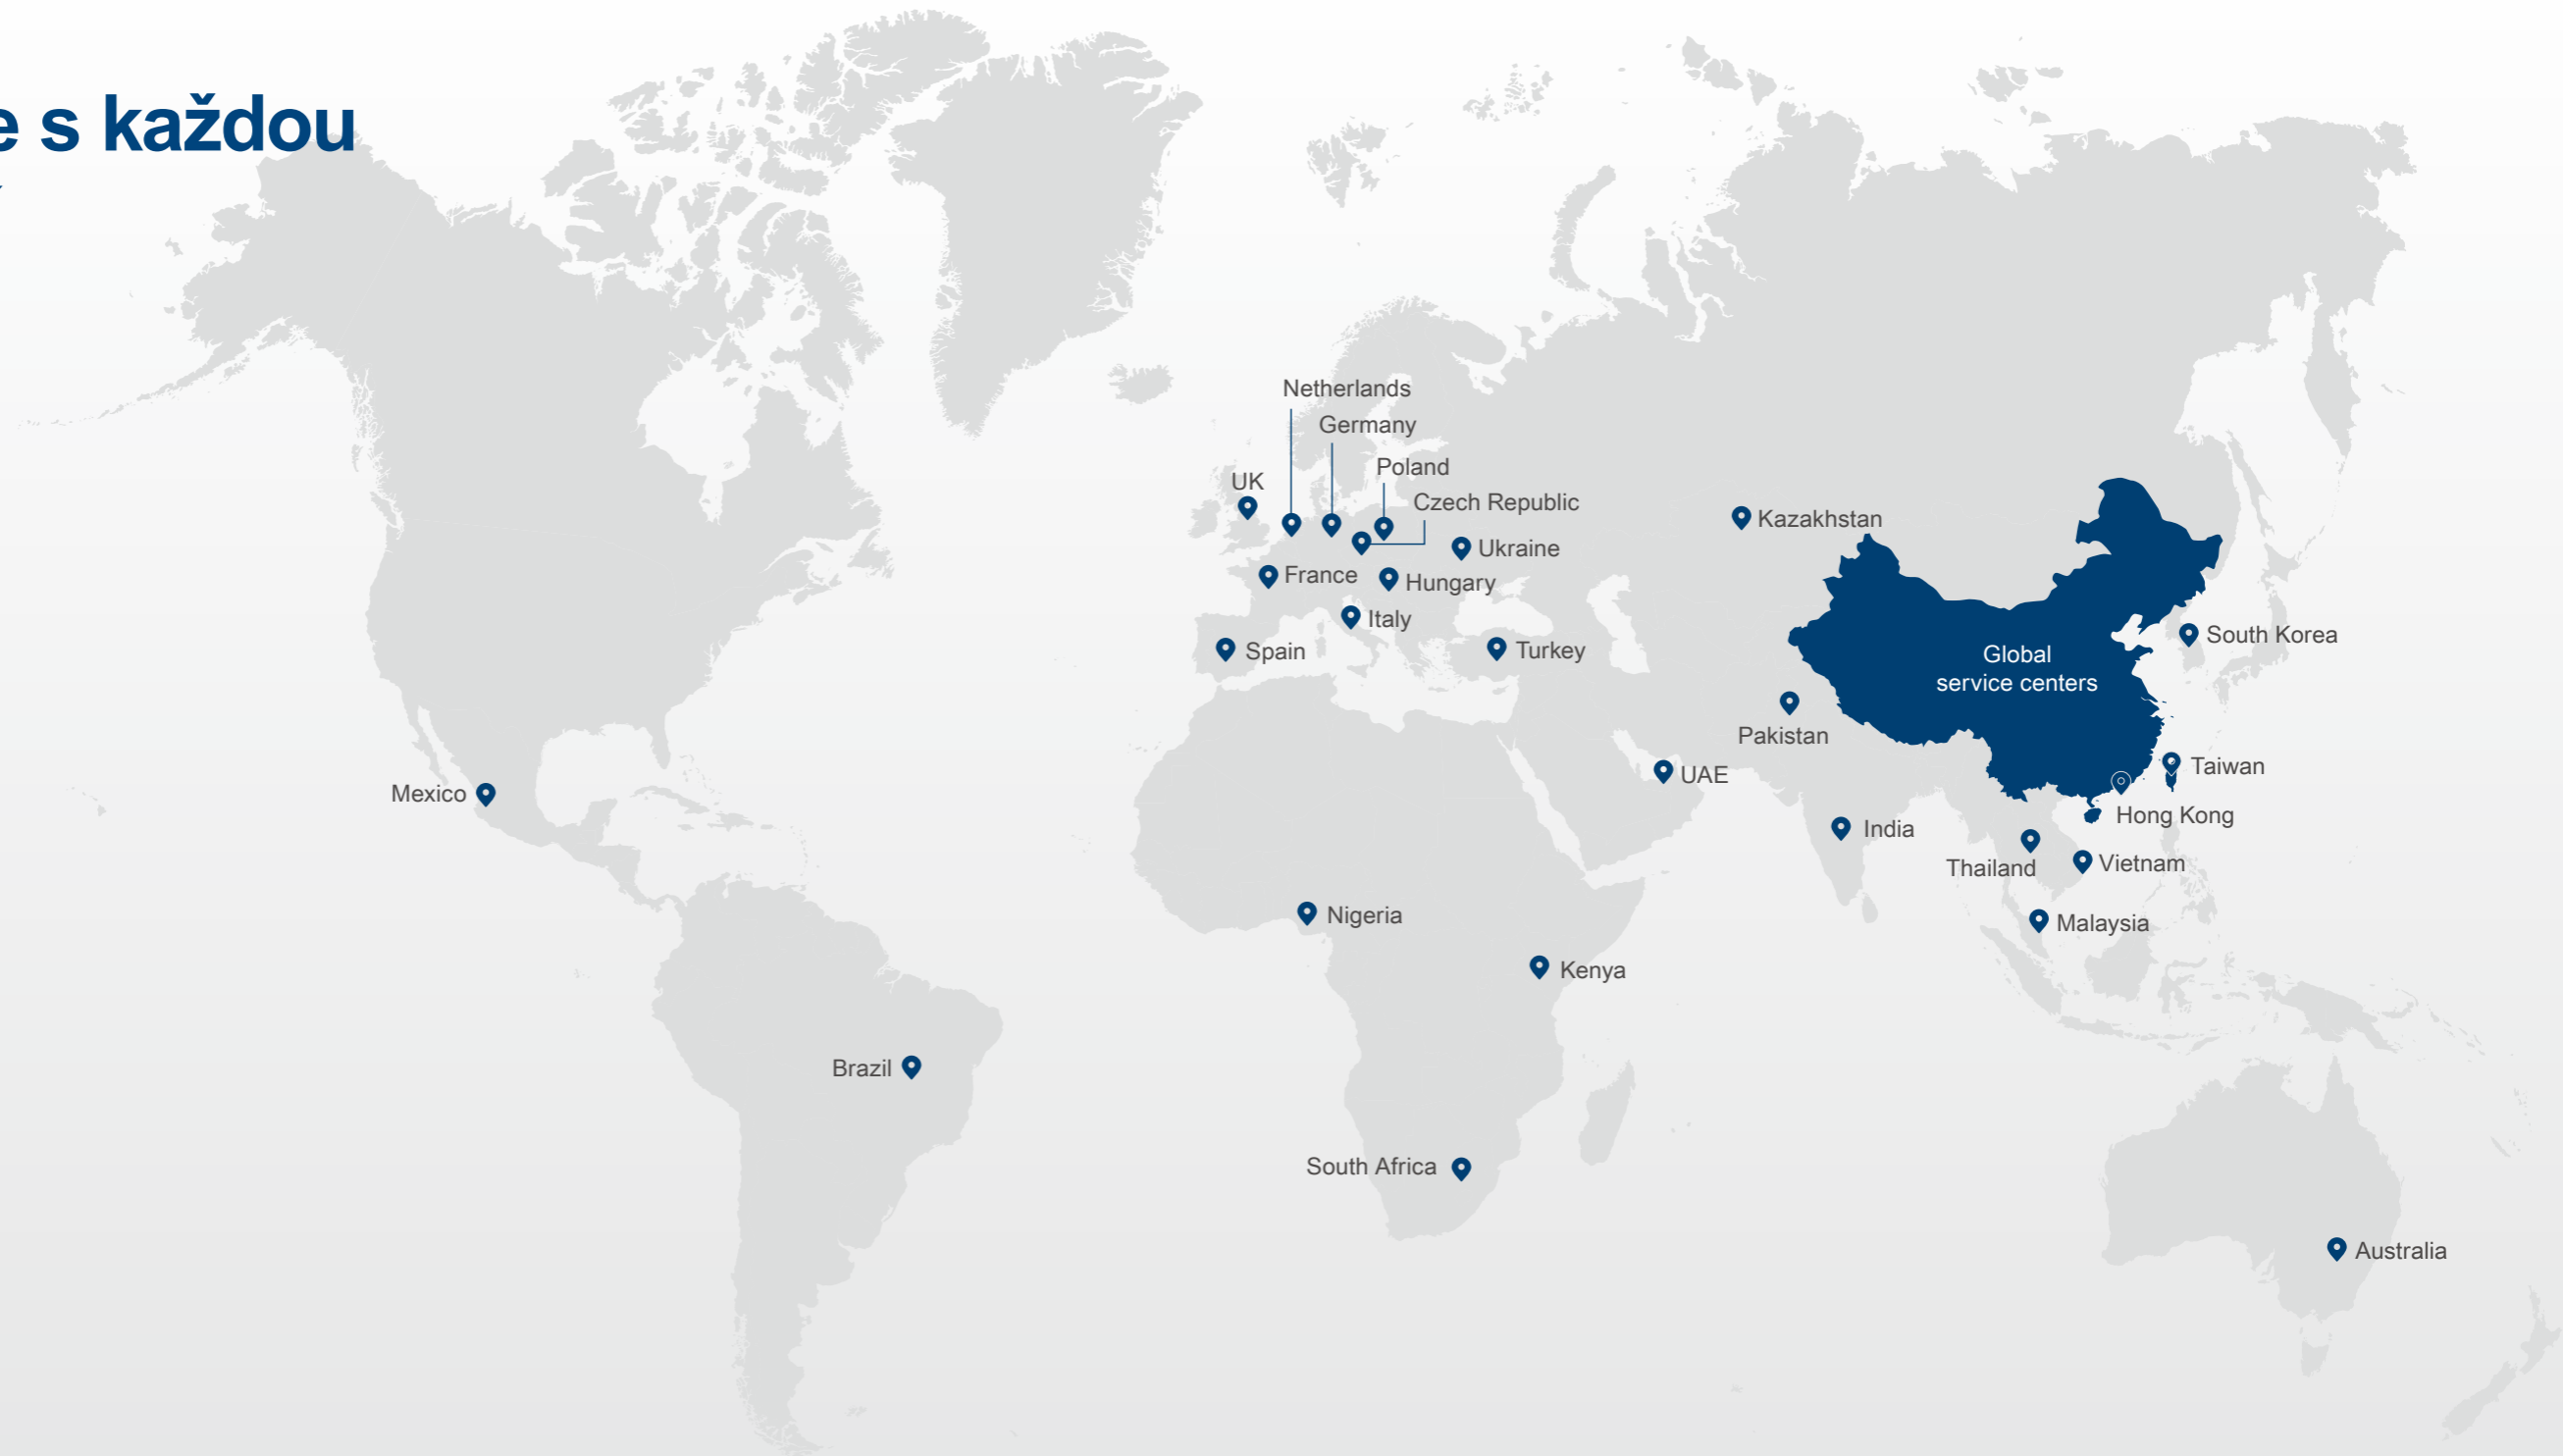 e s každou
Netherlands
Germany
Poland
UK
Czech Republic
Kazakhstan
Ukraine
France
Hungary
Italy
South Korea
Spain
Turkey
Global
service centers
Pakistan
Taiwan
UAE
Mexico
Hong Kong
India
Vietnam
Thailand
Nigeria
Malaysia
Kenya
Brazil
South Africa
Australia